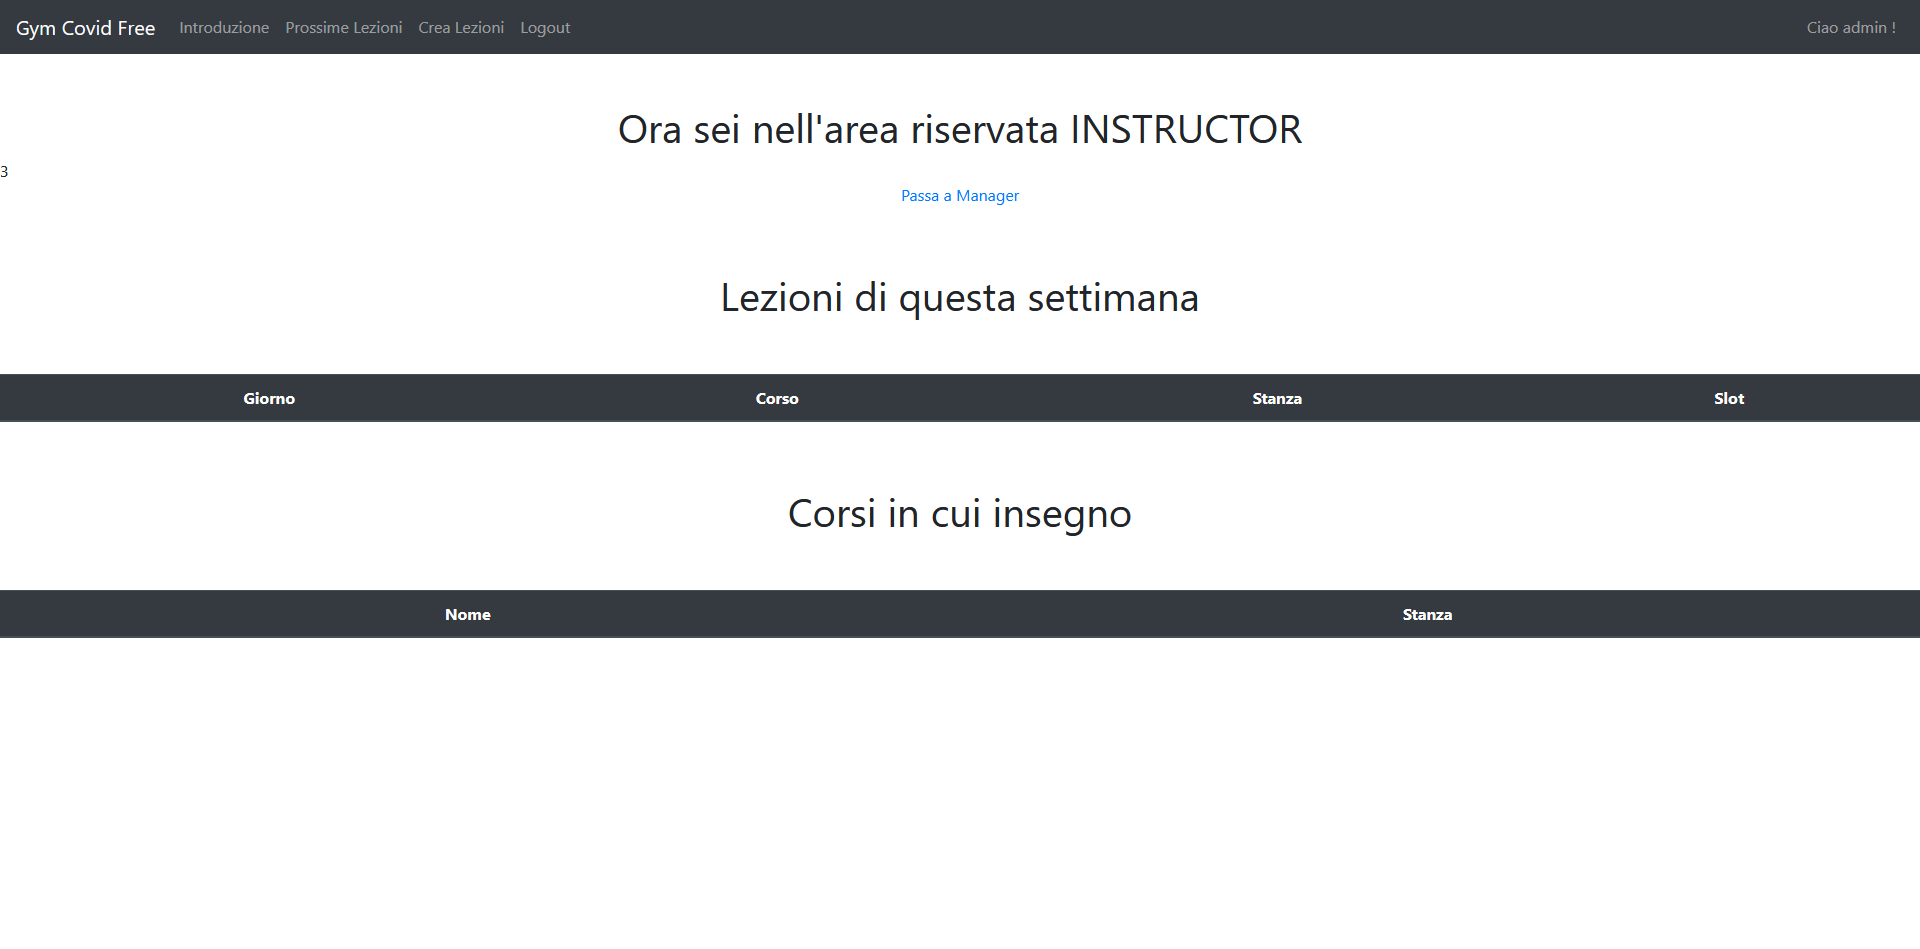 Gym Covid Free Introduzione Prossime Lezioni Crea Lezioni Logout Ciao admin !
Ora sei nell'area riservata INSTRUCTOR
3
Passa a Manager
Lezioni di questa settimana
Giorno Corso Stanza Slot
Corsi in cui insegno
Nome Stanza